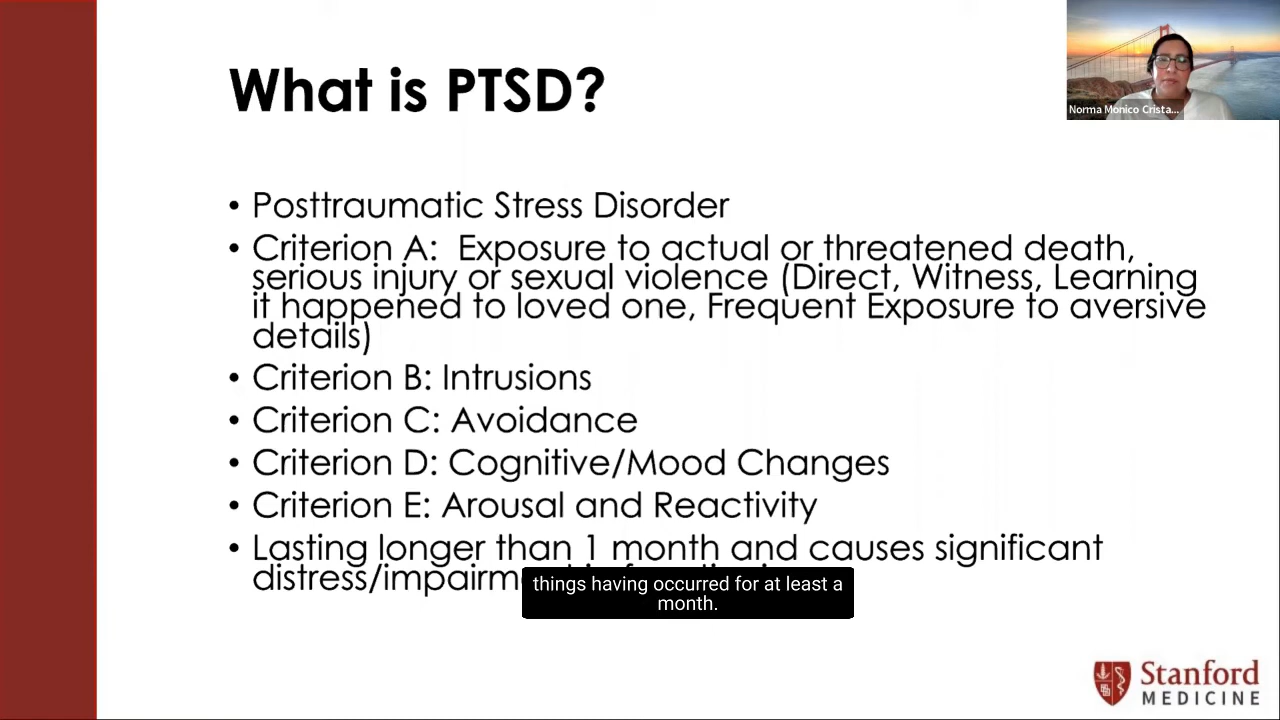 What is PTSD?
Norma Monico Crista...
• Posttraumatic Stress Disorder
• Criterion A:  Exposure to actual or threatened death,
serious injury or sexual violence (Direct, Witness, Learning
it happened to loved one, Frequent Exposure to aversive
details)
• Criterion B: Intrusions
• Criterion C: Avoidance
• Criterion D: Cognitive/Mood Changes
• Criterion E: Arousal and Reactivity
• Lasting longer than 1 month and causes significant
distress/impairm
things having occurred for at least a
month.
Stanford
MEDICINE